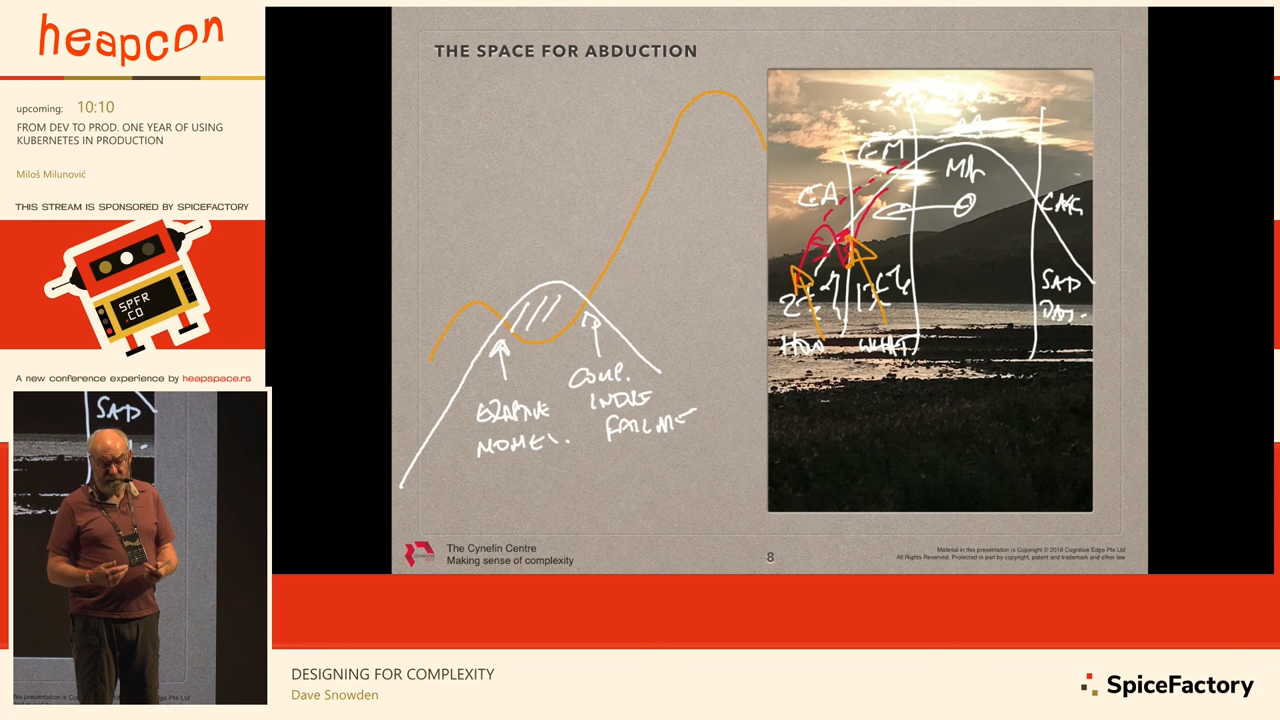 heapcon
upcoming: 10:10
FROM DEV TO PROD. ONE YEAR OF USING
KUBERNETES IN PRODUCTION
Miloš Milunović
THIS STREAM IS SPONSORED BY SPICEFACTORY
SPFR
.CO
A new conference experience by heapspace.rs
SAD
THE SPACE FOR ABDUCTION
COMP.
FAILURE
EA
SAD
DAY.
HOW
WHAT
The Cynefin Centre
Making sense of complexity
8
Material in this presentation is Copyright © 2018 Cognitive Edge Pte Ltd
All Rights Reserved. Protected in part by copyright, patent and trademark and other law
DESIGNING FOR COMPLEXITY
Dave Snowden
SpiceFactory